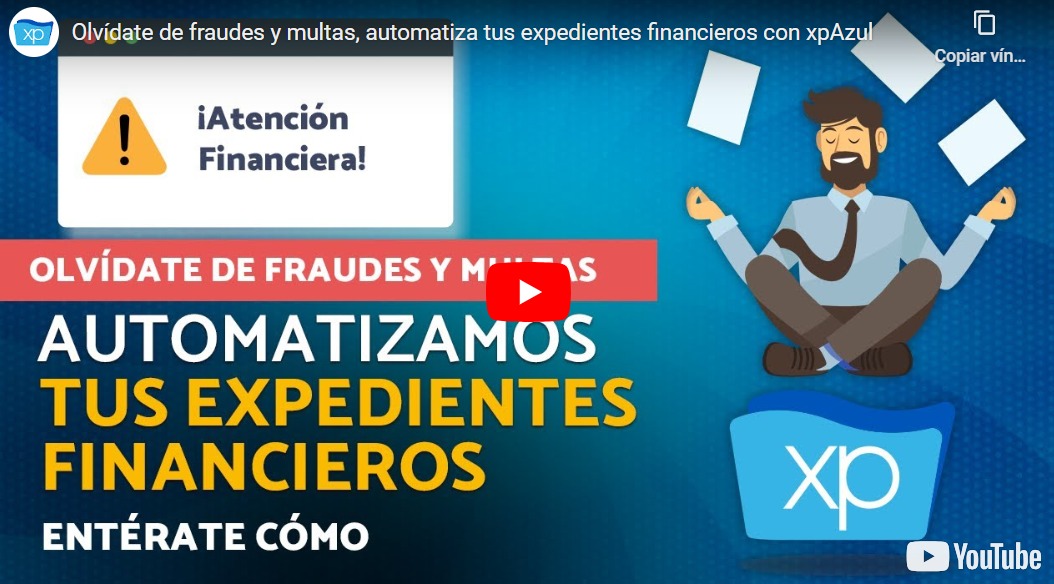 xp
Olvídate de fraudes y multas, automatiza tus expedientes financieros con xpAzul
Copiar vín...
¡Atención
Financiera!
OLVÍDATE DE FRAUDES Y MULTAS
AUTOMATIZAMOS
TUS EXPEDIENTES
FINANCIEROS
ENTÉRATE CÓMO
xp
YouTube